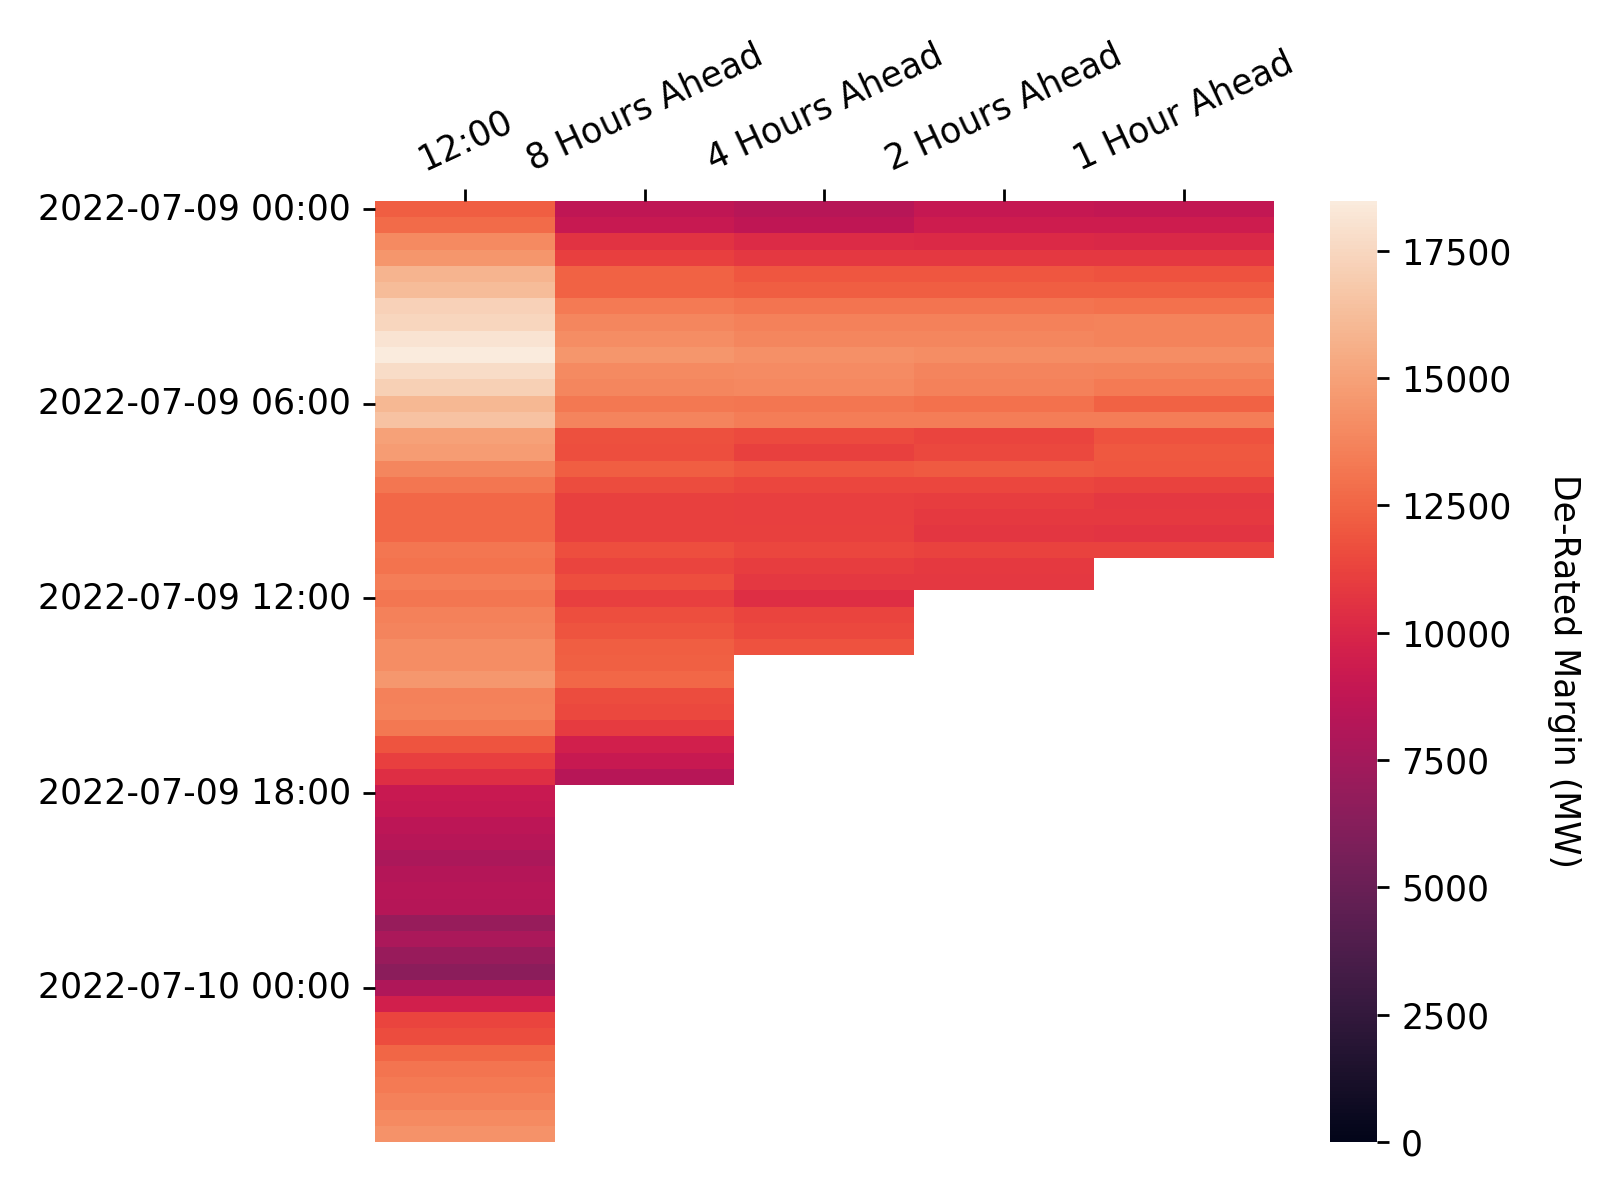 12:00
8 Hours Ahead
4 Hours Ahead
2 Hours Ahead
1 Hour Ahead
2022-07-09 00:00
2022-07-09 06:00
2022-07-09 12:00
2022-07-09 18:00
2022-07-10 00:00
17500
15000
12500
10000
7500
5000
2500
0
De-Rated Margin (MW)